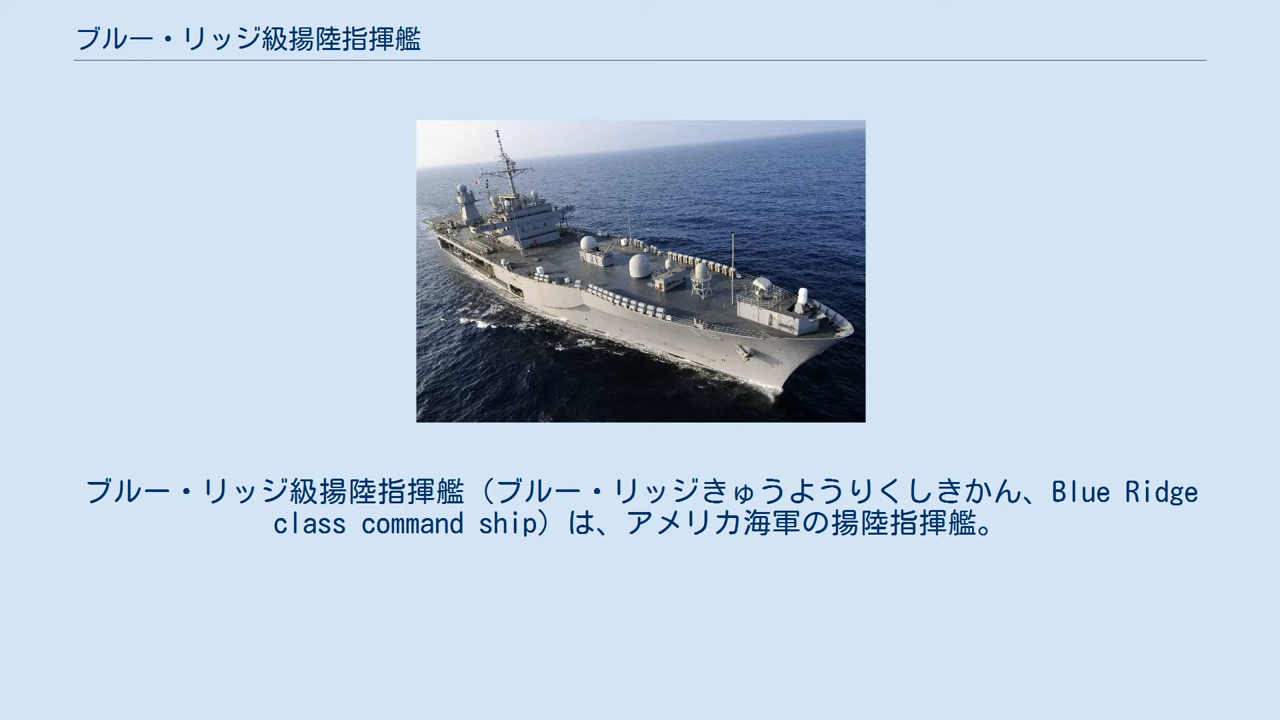 ブルー・リッジ級揚陸指揮艦
ブルー・リッジ級揚陸指揮艦（ブルー・リッジきゅうようりくしきかん、Blue Ridge
class command ship）は、アメリカ海軍の揚陸指揮艦。